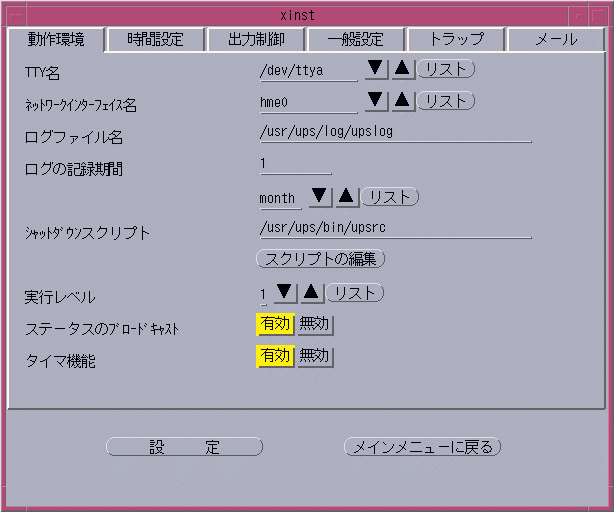 xinst
動作環境 時間設定 出力制御 一般設定 トラップ メール
TTY名 /dev/ttya ▼ ▲ リスト
ﾈｯﾄﾜｰｸｲﾝﾀｰﾌｪｲｽ名 hme0 ▼ ▲ リスト
ログファイル名 /usr/ups/log/upslog
ログの記録期間 1
month ▼ ▲ リスト
ｼｬｯﾄﾀﾞｳﾝスクリプト /usr/ups/bin/upsrc
スクリプトの編集
実行レベル 1 ▼ ▲ リスト
ステータスのﾌﾞﾛｰﾄﾞｷｬｽﾄ 有効 無効
タイマ機能 有効 無効
設 定 メインメニューに戻る